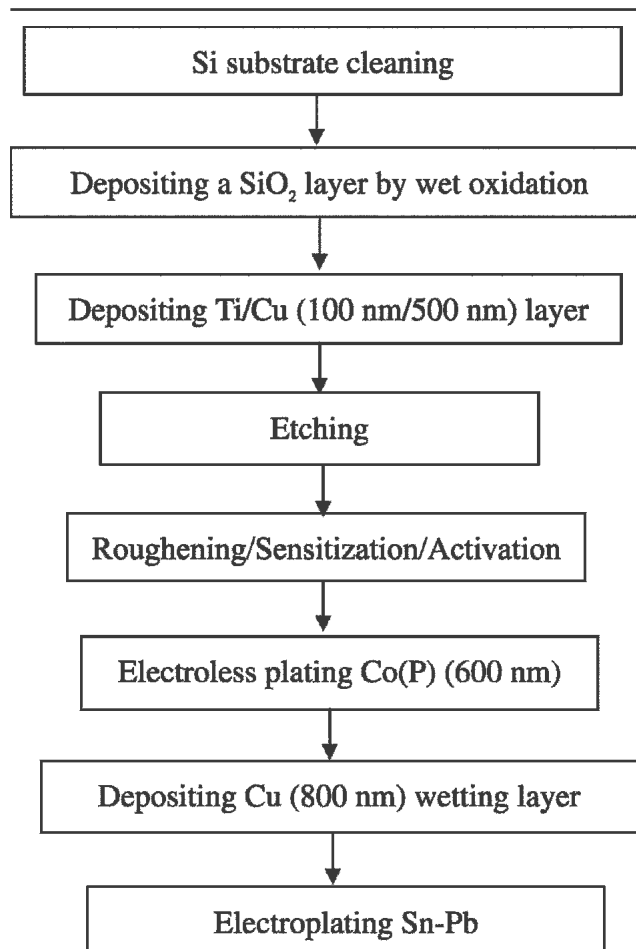 Si substrate cleaning
Depositing a SiO₂ layer by wet oxidation
Depositing Ti/Cu (100 nm/500 nm) layer
Etching
Roughening/Sensitization/Activation
Electroless plating Co(P) (600 nm)
Depositing Cu (800 nm) wetting layer
Electroplating Sn-Pb